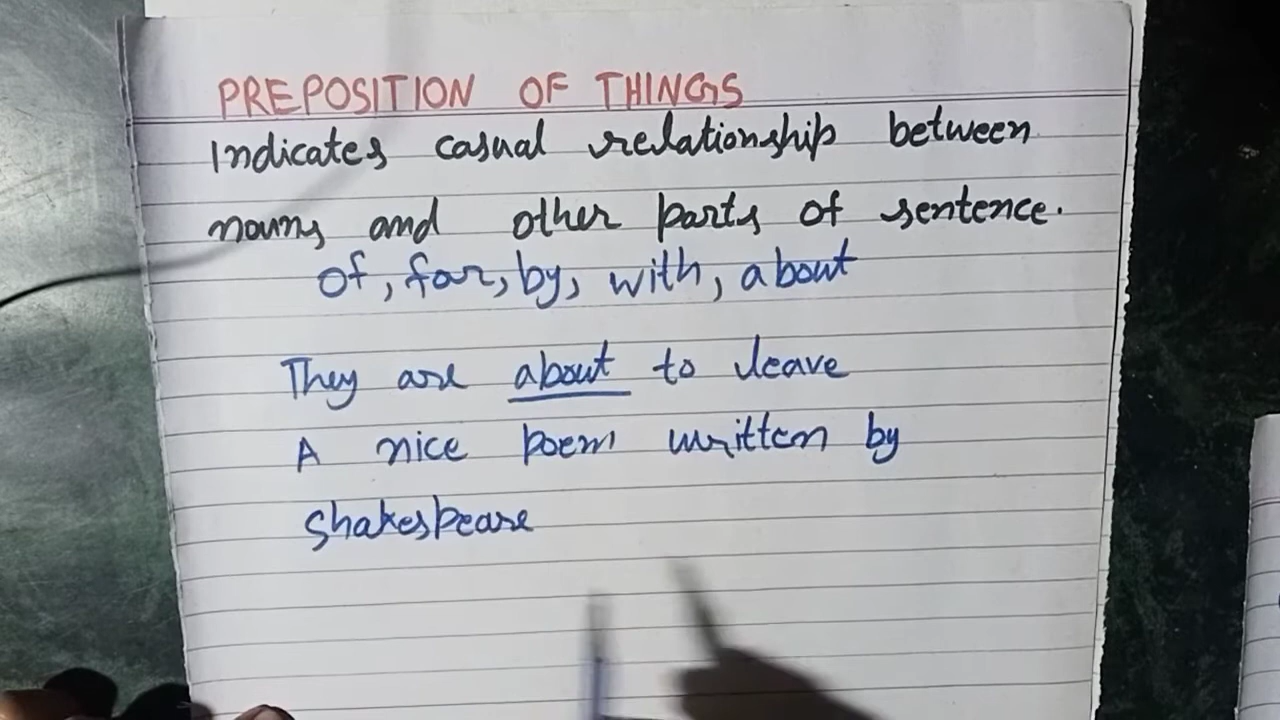 PREPOSITION OF THINGS
Indicates casual relationship between
nouns and other parts of sentence.
Of, for, by, with, about
They are about to leave
A nice poem written by
Shakespeare